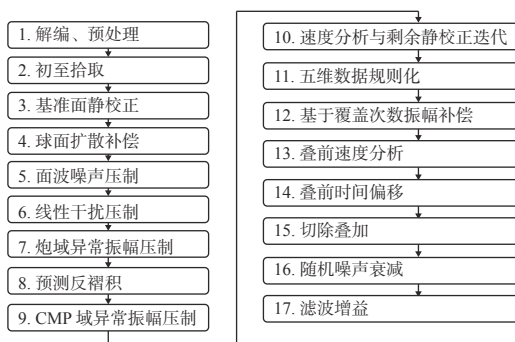 1. 解编、预处理
2. 初至拾取
3. 基准面静校正
4. 球面扩散补偿
5. 面波噪声压制
6. 线性干扰压制
7. 炮域异常振幅压制
8. 预测反褶积
9. CMP 域异常振幅压制
10. 速度分析与剩余静校正迭代
11. 五维数据规则化
12. 基于覆盖次数振幅补偿
13. 叠前速度分析
14. 叠前时间偏移
15. 切除叠加
16. 随机噪声衰减
17. 滤波增益